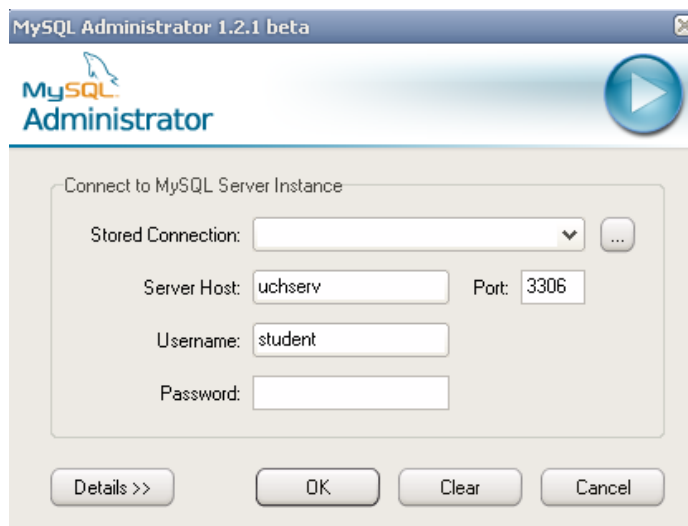 MySQL Administrator 1.2.1 beta
MySQL
Administrator
Connect to MySQL Server Instance
Stored Connection:
...
Server Host: uchserv Port: 3306
Username: student
Password:
Details >> OK Clear Cancel